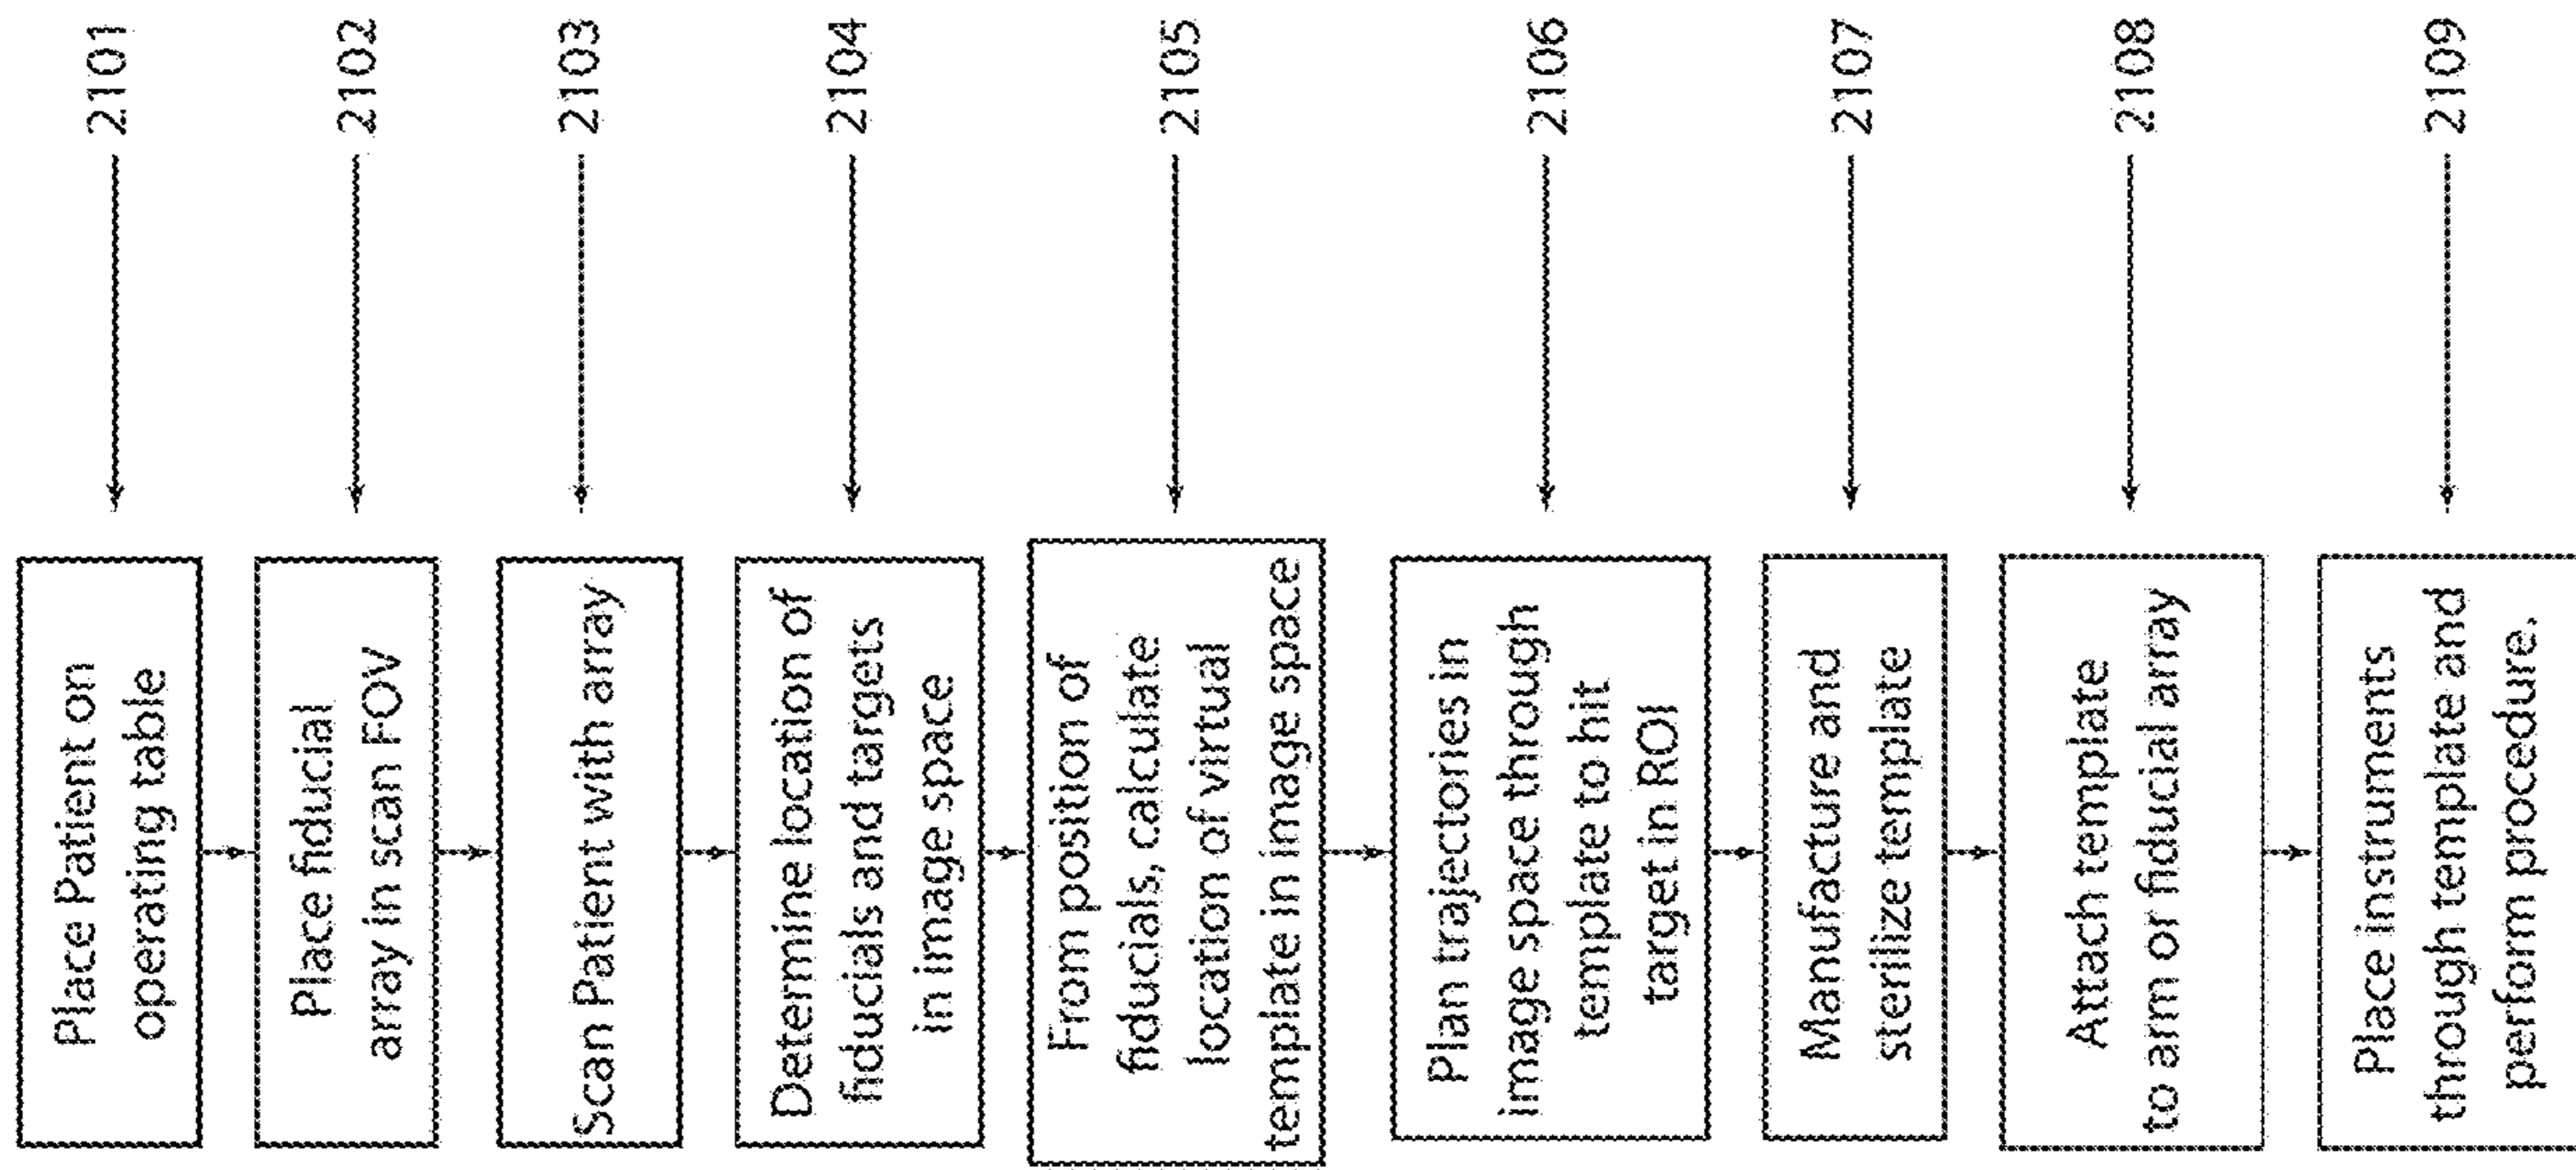 Place Patient on
operating table
2101
Place fiducial
array in scan FOV
2102
Scan Patient with array
2103
Determine location of
fiducials and targets
in image space
2104
From position of
fiducials, calculate
location of virtual
template in image space
2105
Plan trajectories in
image space through
template to hit
target in ROI
2106
Manufacture and
sterilize template
2107
Attach template
to arm or fiducial array
2108
Place instruments
through template and
perform procedure.
2109